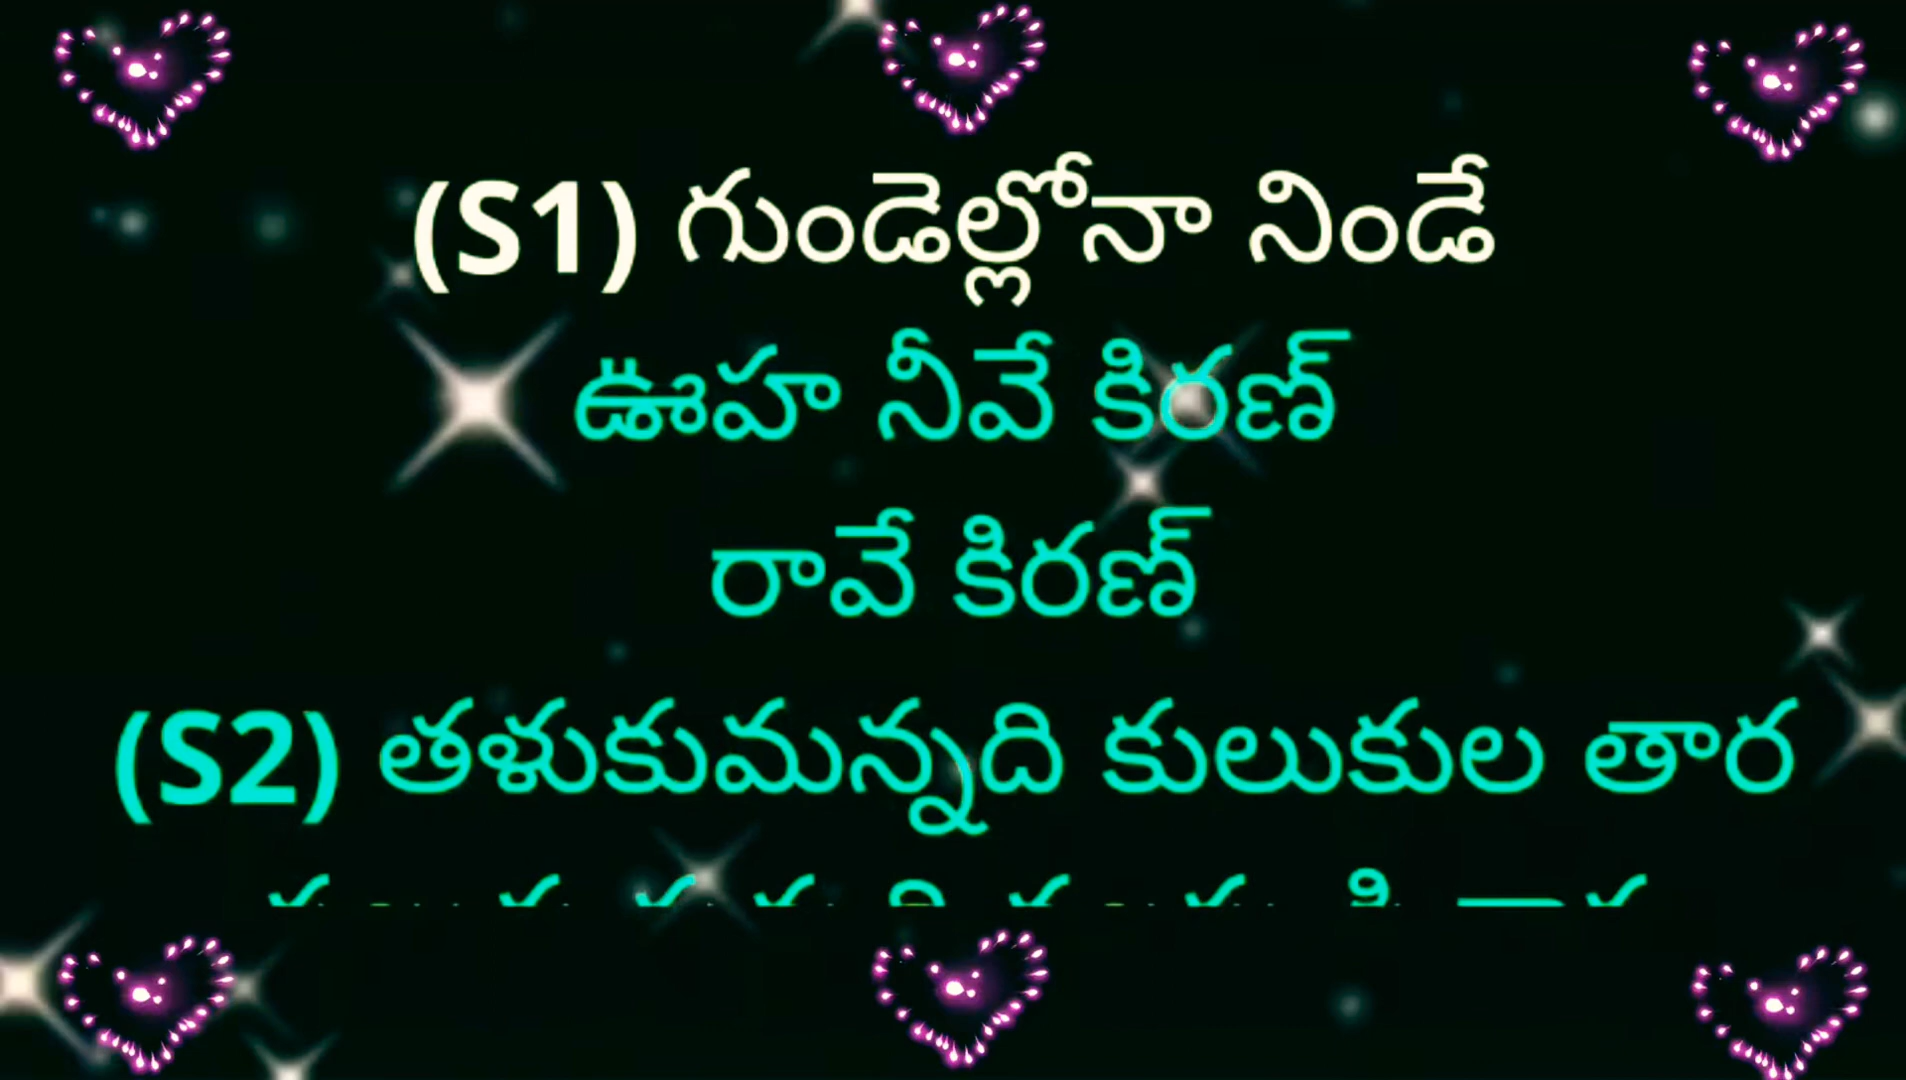 (S1) గుండెల్లోనా నిండే
ఊహ నీవే కిరణ్
రావే కిరణ్
(S2) తళుకుమన్నది కులుకుల తార